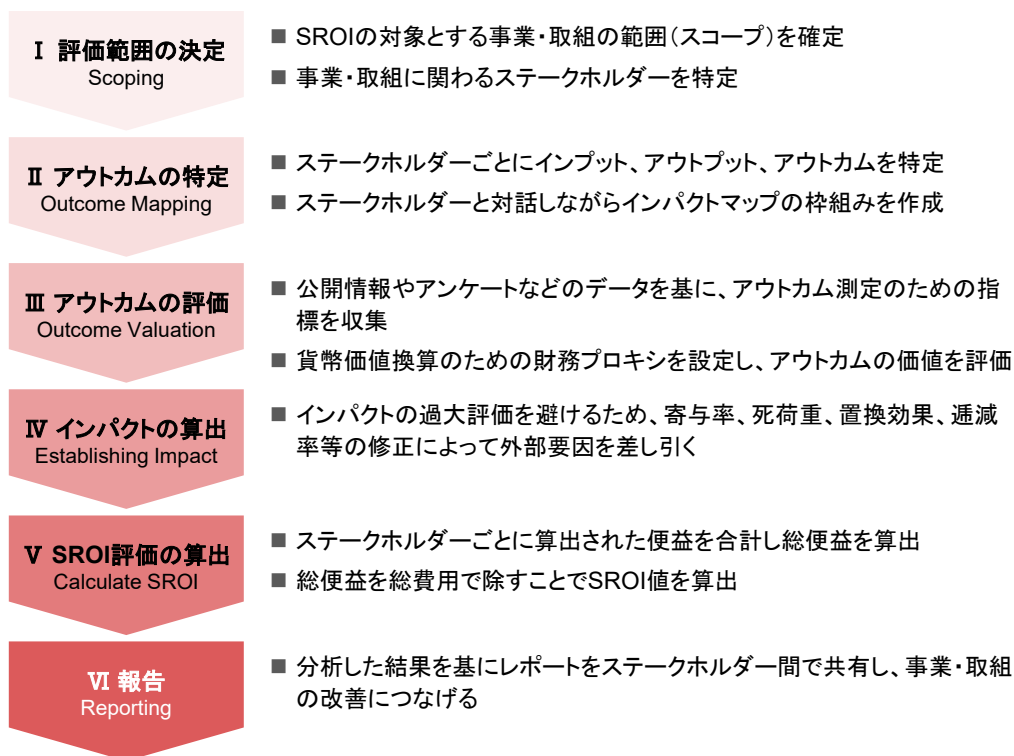 Ⅰ 評価範囲の決定
Scoping
■ SROIの対象とする事業・取組の範囲（スコープ）を確定
■ 事業・取組に関わるステークホルダーを特定
Ⅱ アウトカムの特定
Outcome Mapping
■ ステークホルダーごとにインプット、アウトプット、アウトカムを特定
■ ステークホルダーと対話しながらインパクトマップの枠組みを作成
Ⅲ アウトカムの評価
Outcome Valuation
■ 公開情報やアンケートなどのデータを基に、アウトカム測定のための指
標を収集
■ 貨幣価値換算のための財務プロキシを設定し、アウトカムの価値を評価
Ⅳ インパクトの算出
Establishing Impact
■ インパクトの過大評価を避けるため、寄与率、死荷重、置換効果、逓減
率等の修正によって外部要因を差し引く
Ⅴ SROI評価の算出
Calculate SROI
■ ステークホルダーごとに算出された便益を合計し総便益を算出
■ 総便益を総費用で除すことでSROI値を算出
Ⅵ 報告
Reporting
■ 分析した結果を基にレポートをステークホルダー間で共有し、事業・取組
の改善につなげる